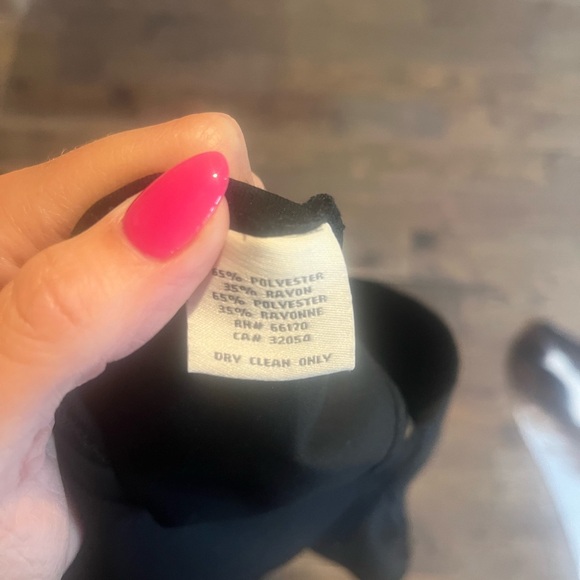 65% POLYESTER
35% RAYON
65% POLYESTER
35% RAYONNE
RN# 66170
CA# 32054
DRY CLEAN ONLY